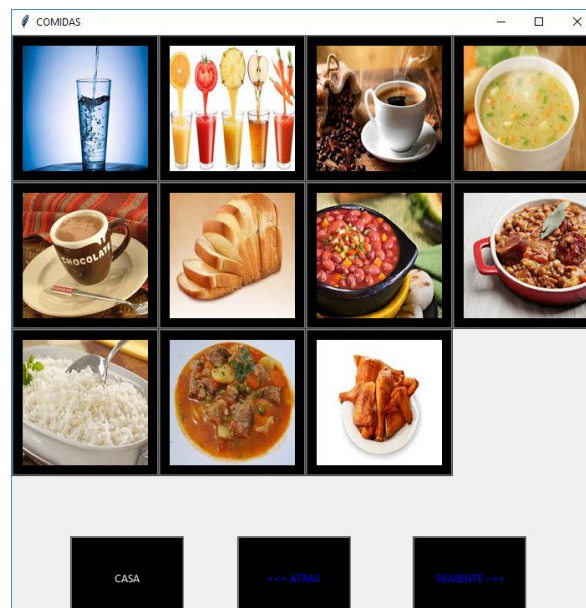 COMIDAS
CHOCOLATE
CASA
<<< ATRAS
SIGUIENTE >>>